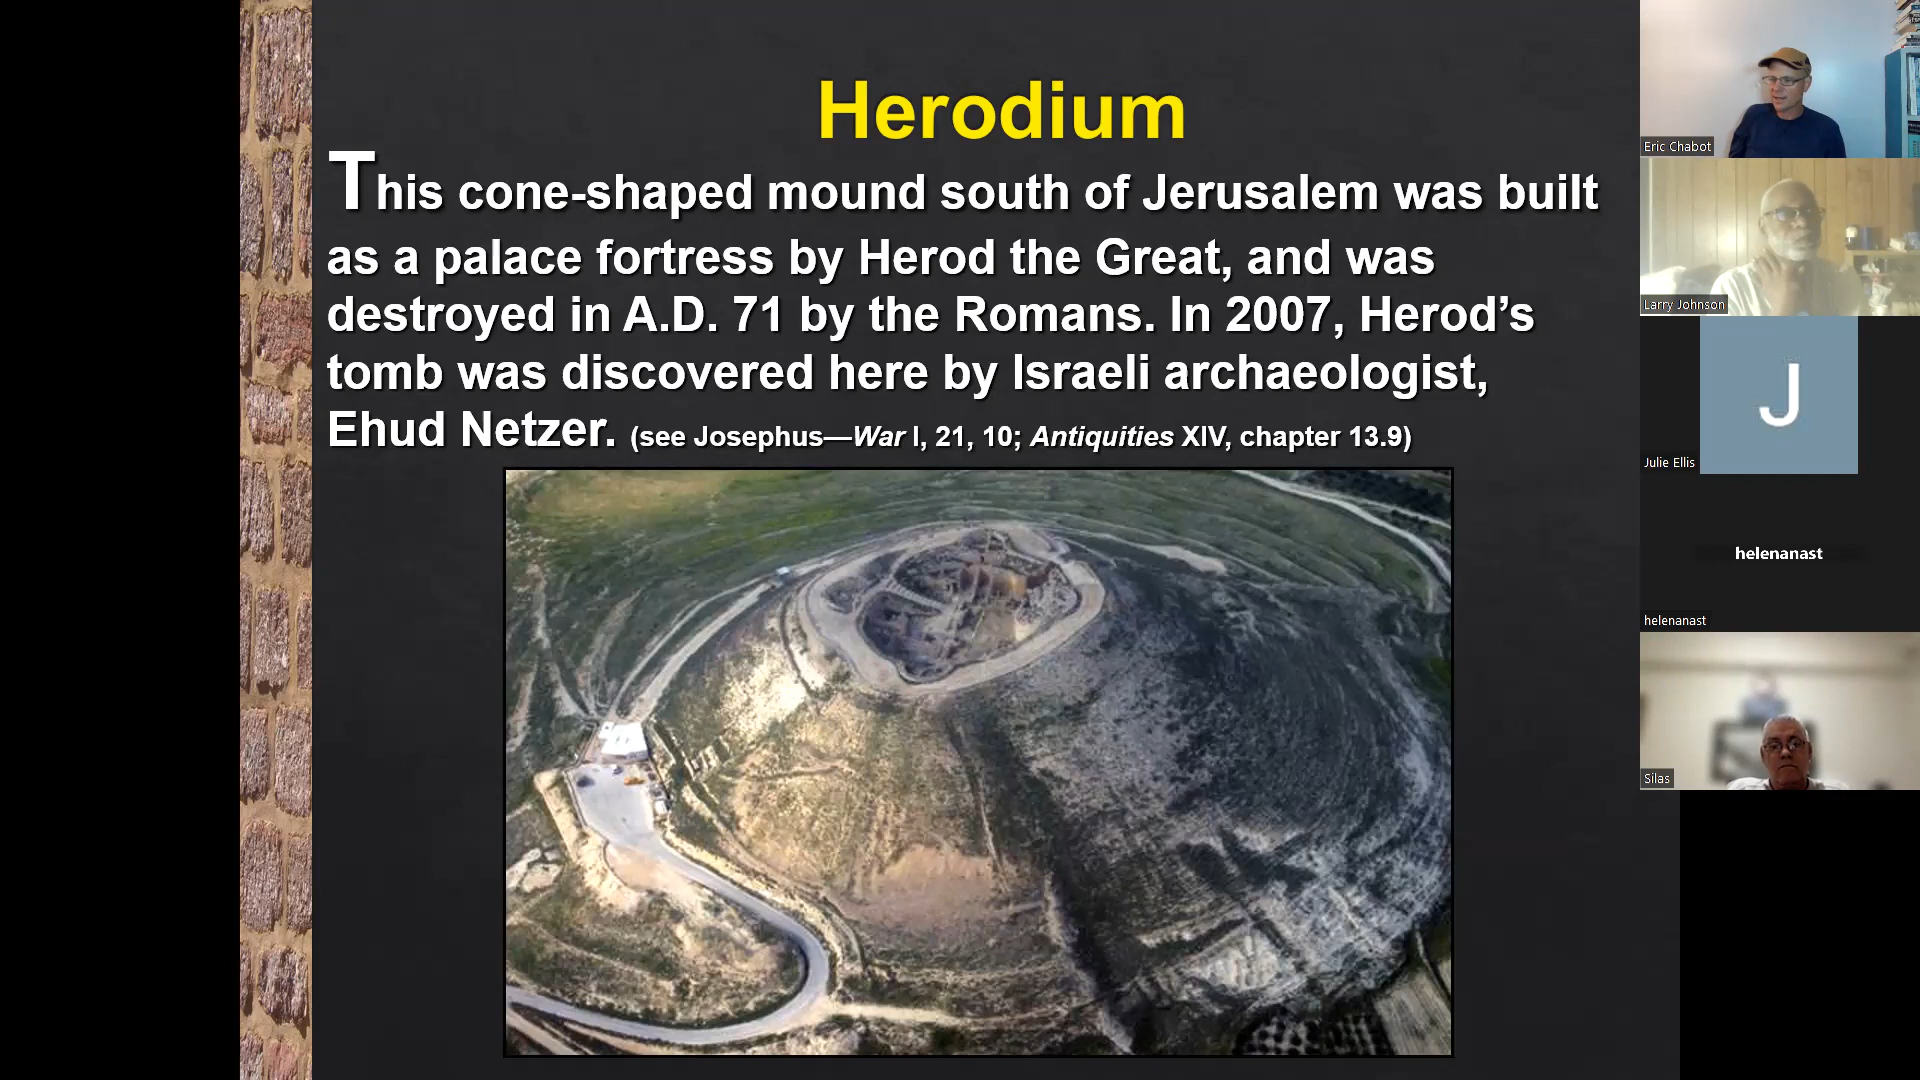 Herodium
This cone-shaped mound south of Jerusalem was built
as a palace fortress by Herod the Great, and was
destroyed in A.D. 71 by the Romans. In 2007, Herod’s
tomb was discovered here by Israeli archaeologist,
Ehud Netzer. (see Josephus—War I, 21, 10; Antiquities XIV, chapter 13.9)
Eric Chabot
Larry Johnson
J
Julie Ellis
helenanast
helenanast
Silas